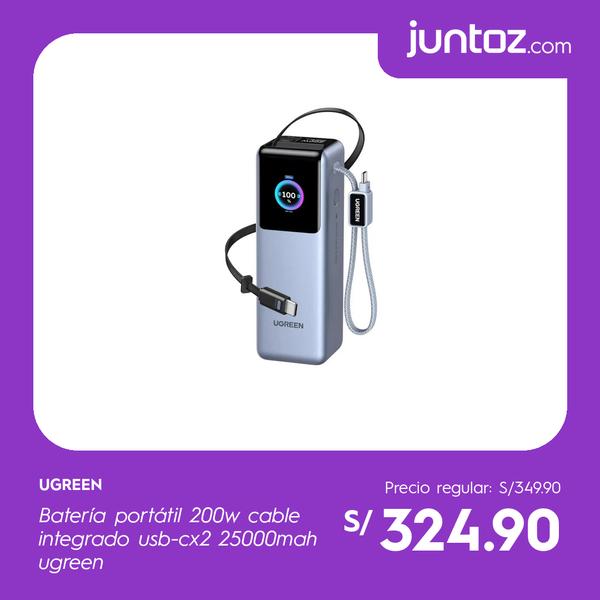 juntoz.com
100
%
UGREEN
UGREEN
UGREEN
Precio regular: S/349.90
Batería portátil 200w cable
integrado usb-cx2 25000mah
ugreen
S/324.90